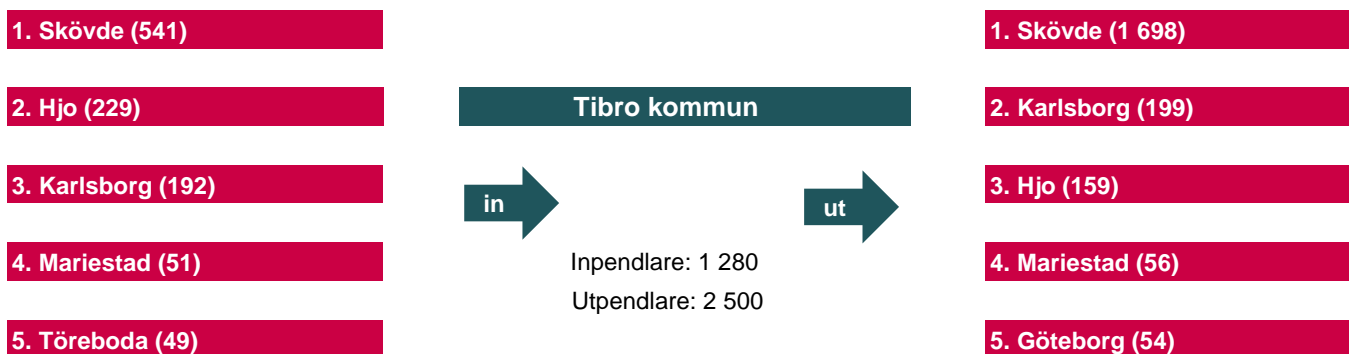 1. Skövde (541)
2. Hjo (229)
3. Karlsborg (192)
4. Mariestad (51)
5. Töreboda (49)
Tibro kommun
in
ut
Inpendlare: 1 280
Utpendlare: 2 500
1. Skövde (1 698)
2. Karlsborg (199)
3. Hjo (159)
4. Mariestad (56)
5. Göteborg (54)